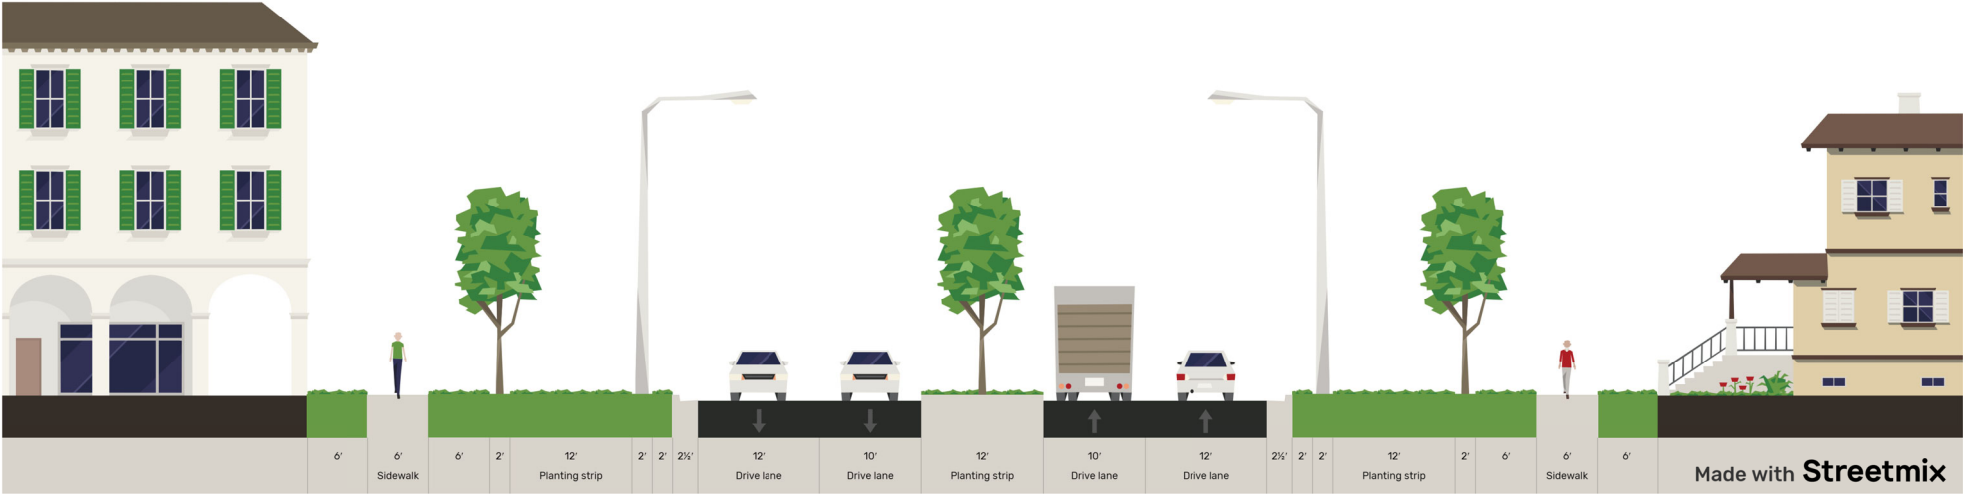 6′ 6′ 6′ 2′ 12′ 2′ 2′ 2½′ 12′ 10′ 12′ 10′ 12′ 2½′ 2′ 2′ 12′ 2′ 6′ 6′ 6′
Sidewalk Planting strip Drive lane Drive lane Planting strip Drive lane Drive lane Planting strip Sidewalk
Made with Streetmix